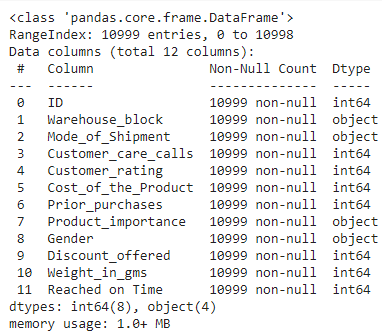 <class 'pandas.core.frame.DataFrame'>
RangeIndex: 10999 entries, 0 to 10998
Data columns (total 12 columns):
 #   Column               Non-Null Count  Dtype
---  ------               --------------  -----
 0   ID                   10999 non-null  int64
 1   Warehouse_block      10999 non-null  object
 2   Mode_of_Shipment     10999 non-null  object
 3   Customer_care_calls  10999 non-null  int64
 4   Customer_rating      10999 non-null  int64
 5   Cost_of_the_Product  10999 non-null  int64
 6   Prior_purchases      10999 non-null  int64
 7   Product_importance   10999 non-null  object
 8   Gender               10999 non-null  object
 9   Discount_offered     10999 non-null  int64
 10  Weight_in_gms        10999 non-null  int64
 11  Reached on Time      10999 non-null  int64
dtypes: int64(8), object(4)
memory usage: 1.0+ MB